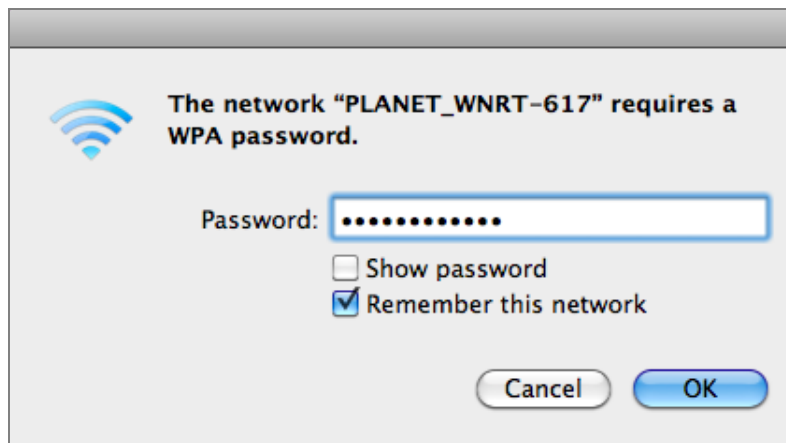 The network “PLANET_WNRT-617” requires a
WPA password.
Password: ••••••••••••
Show password
Remember this network
Cancel OK